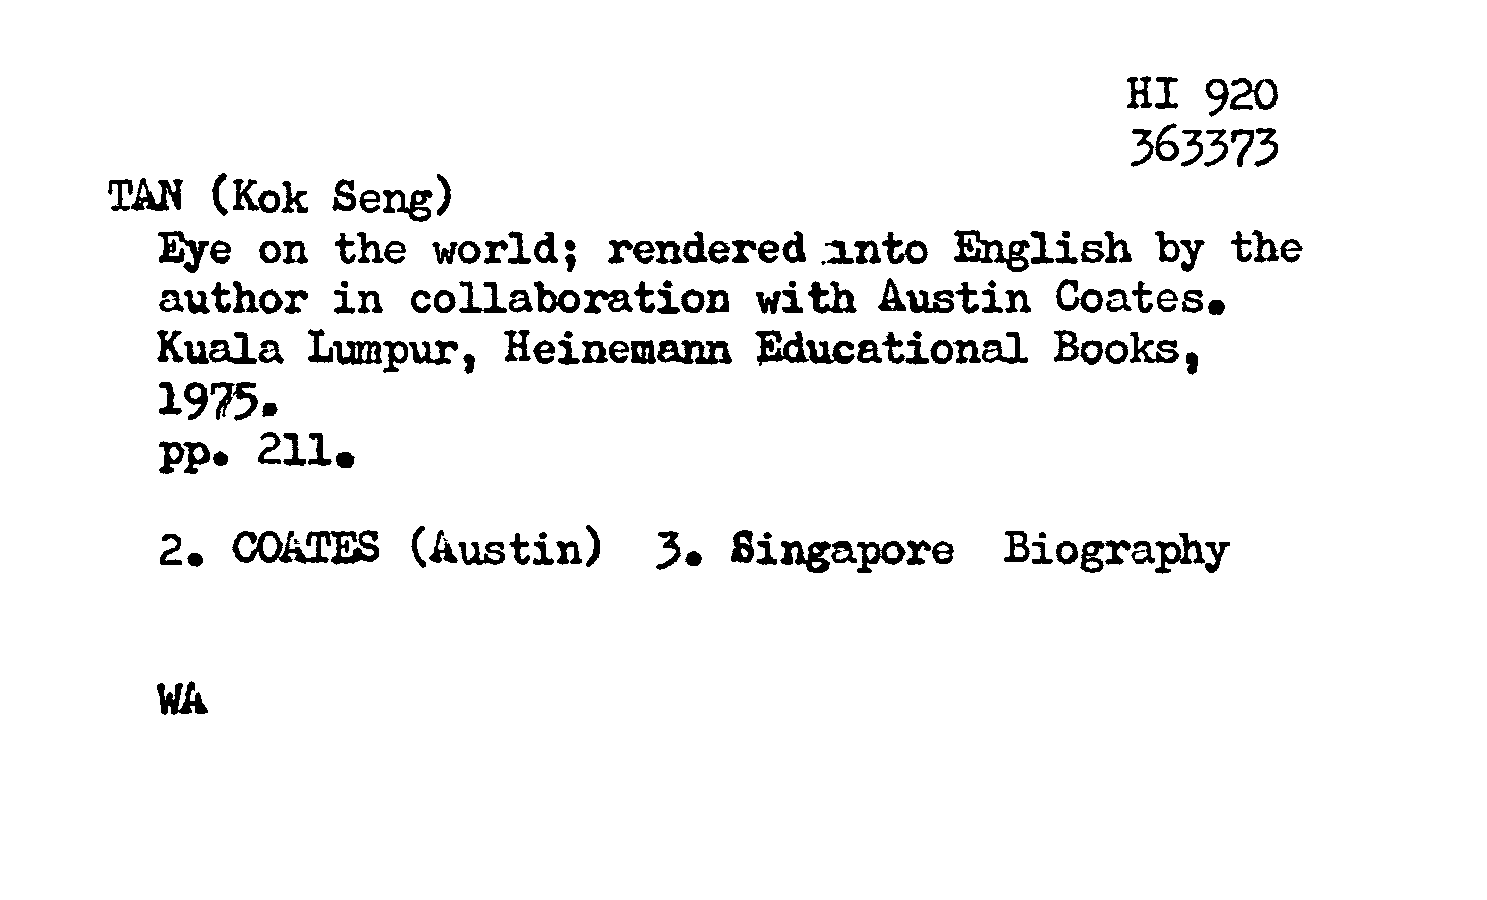 HI 920
363373
TAN (Kok Seng)
Eye on the world; rendered into English by the
author in collaboration with Austin Coates.
Kuala Lumpur, Heinemann Educational Books,
1975.
pp. 211.
2. COATES (Austin) 3. Singapore Biography
WA